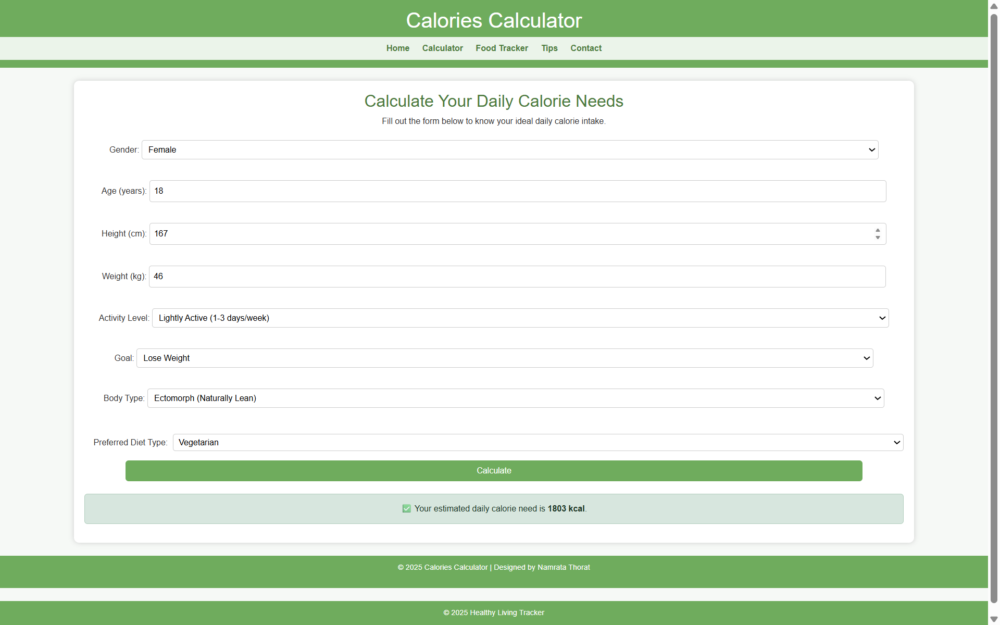 Calories Calculator
Home Calculator Food Tracker Tips Contact
Calculate Your Daily Calorie Needs
Fill out the form below to know your ideal daily calorie intake.
Gender: Female
Age (years): 18
Height (cm): 167
Weight (kg): 46
Activity Level: Lightly Active (1-3 days/week)
Goal: Lose Weight
Body Type: Ectomorph (Naturally Lean)
Preferred Diet Type: Vegetarian
Calculate
✅ Your estimated daily calorie need is 1803 kcal.
© 2025 Calories Calculator | Designed by Namrata Thorat
© 2025 Healthy Living Tracker